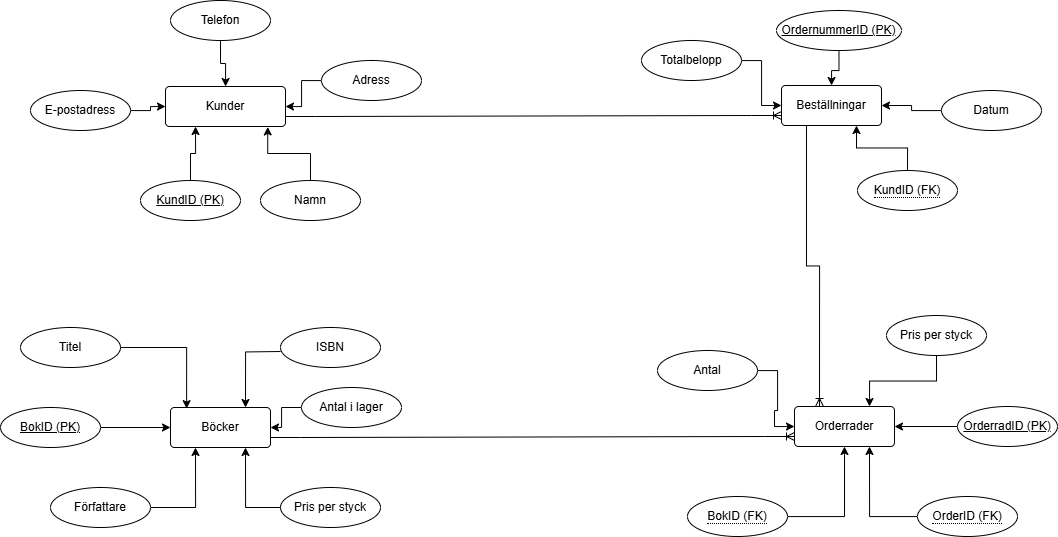 Telefon
OrdernummerID (PK)
Totalbelopp
Adress
E-postadress
Kunder
Beställningar
Datum
KundID (PK)
Namn
KundID (FK)
Titel
ISBN
Pris per styck
Antal
Antal i lager
BokID (PK)
Böcker
Orderrader
OrderradID (PK)
Författare
Pris per styck
BokID (FK)
OrderID (FK)